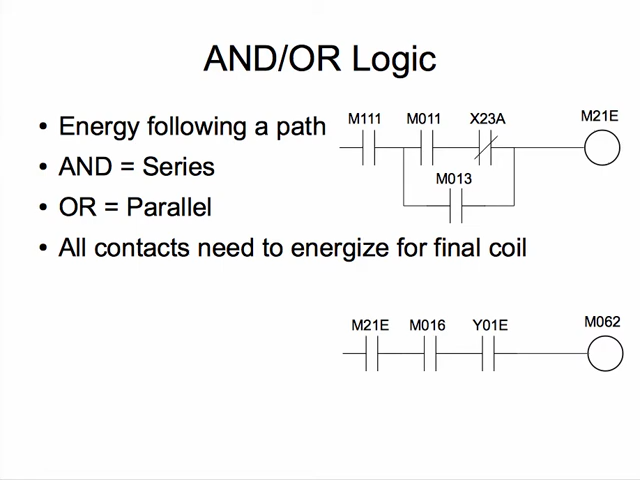 AND/OR Logic
• Energy following a path
• AND = Series
• OR = Parallel
• All contacts need to energize for final coil
M111 M011 X23A M21E
M013
M21E M016 Y01E M062